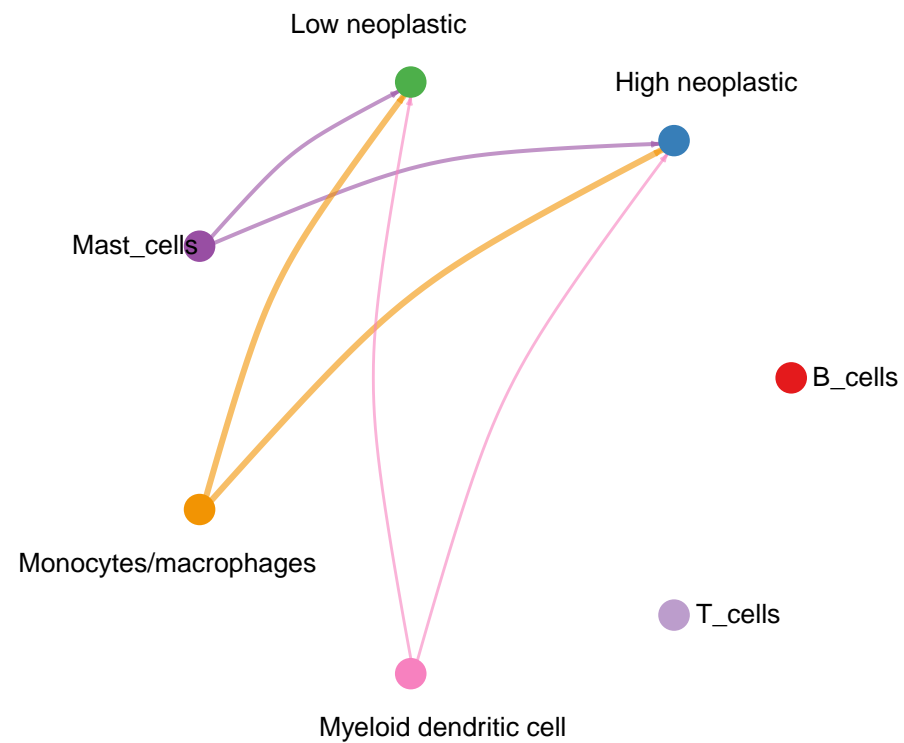 Low neoplastic
High neoplastic
Mast_cells
B_cells
Monocytes/macrophages
T_cells
Myeloid dendritic cell